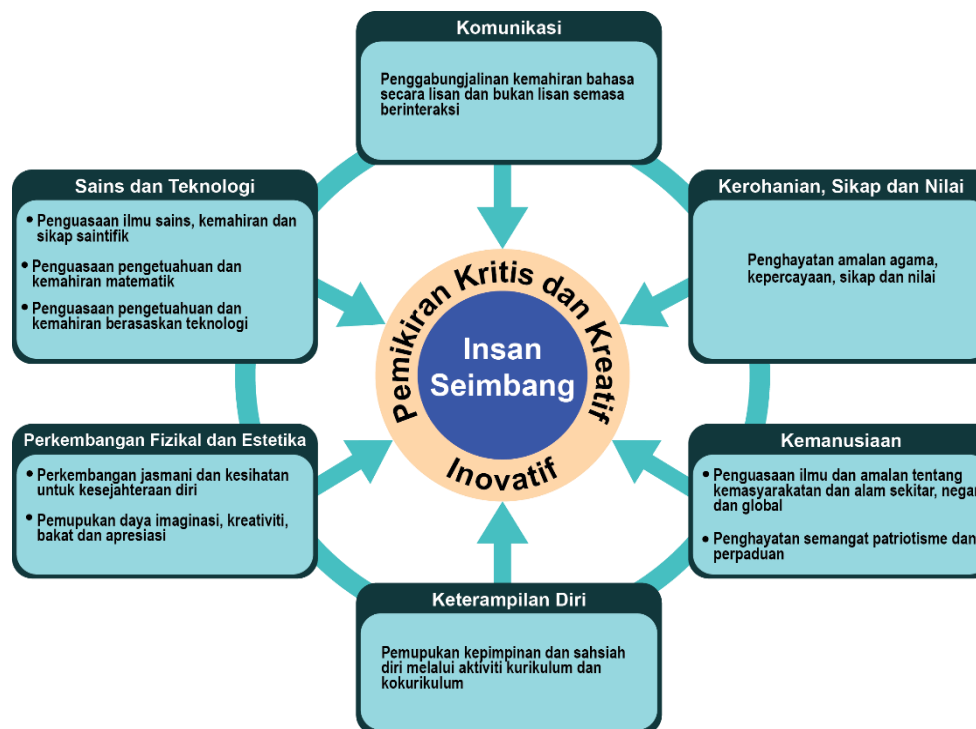 Komunikasi
Penggabungjalinan kemahiran bahasa
secara lisan dan bukan lisan semasa
berinteraksi
Sains dan Teknologi
• Penguasaan ilmu sains, kemahiran dan
sikap saintifik
• Penguasaan pengetuahuan dan
kemahiran matematik
• Penguasaan pengetuahuan dan
kemahiran berasaskan teknologi
Kerohanian, Sikap dan Nilai
Penghayatan amalan agama,
kepercayaan, sikap dan nilai
Pemikiran Kritis dan Kreatif
Insan
Seimbang
Inovatif
Perkembangan Fizikal dan Estetika
• Perkembangan jasmani dan kesihatan
untuk kesejahteraan diri
• Pemupukan daya imaginasi, kreativiti,
bakat dan apresiasi
Kemanusiaan
• Penguasaan ilmu dan amalan tentang
kemasyarakatan dan alam sekitar, negar
dan global
• Penghayatan semangat patriotisme dan
perpaduan
Keterampilan Diri
Pemupukan kepimpinan dan sahsiah
diri melalui aktiviti kurikulum dan
kokurikulum